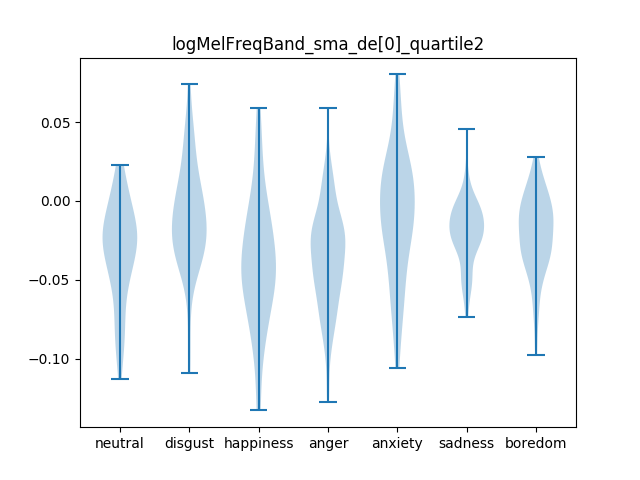 logMelFreqBand_sma_de[0]_quartile2
0.05
0.00
−0.05
−0.10
neutral disgust happiness anger anxiety sadness boredom